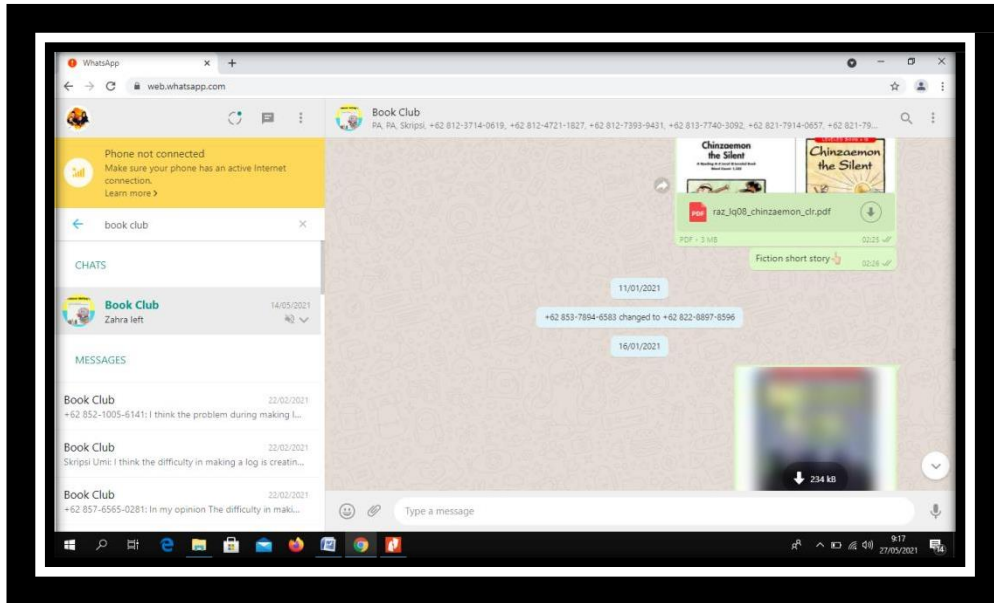 WhatsApp
web.whatsapp.com
Phone not connected
Make sure your phone has an active Internet
connection.
Learn more >
book club
CHATS
Book Club
14/05/2021
Zahra left
MESSAGES
Book Club
22/02/2021
+62 852-1005-6141: I think the problem during making l...
Book Club
22/02/2021
Skripsi Umi: I think the difficulty in making a log is creatin...
Book Club
22/02/2021
+62 857-6565-0281: In my opinion The difficulty in maki...
Book Club
PA, PA, Skripsi, +62 812-3714-0619, +62 812-4721-1827, +62 812-7393-9431, +62 813-7740-3092, +62 821-7914-0657, +62 821-79...
Chinzaemon
the Silent
Chinzaemon
the Silent
PDF
raz_lq08_chinzaemon_clr.pdf
PDF • 3 MB
02:25
Fiction short story
02:26
11/01/2021
+62 853-7894-6583 changed to +62 822-8897-8596
16/01/2021
234 kB
Type a message
9:17
27/05/2021